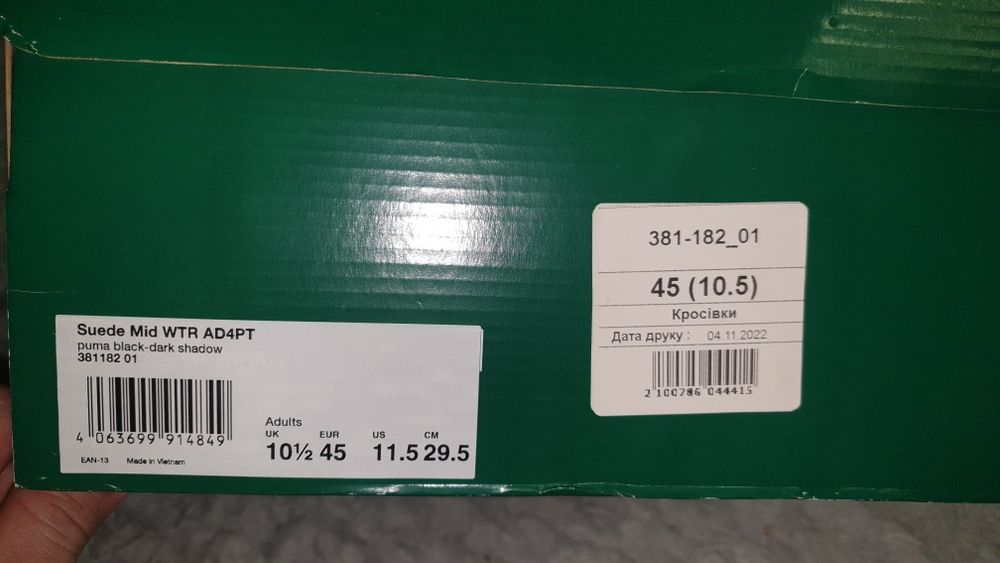 Suede Mid WTR AD4PT
puma black-dark shadow
381182 01
4 063699 914849
EAN-13 Made in Vietnam
Adults
UK EUR US CM
10½ 45 11.5 29.5
381-182_01
45 (10.5)
Кросівки
Дата друку : 04.11.2022
2 100786 044415